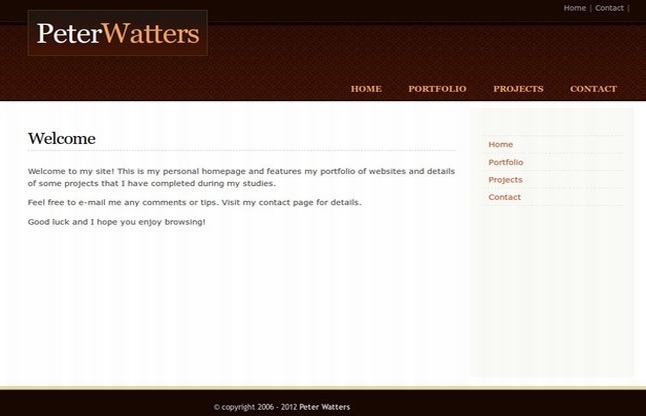 Home | Contact |
PeterWatters
HOME PORTFOLIO PROJECTS CONTACT
Welcome
Welcome to my site! This is my personal homepage and features my portfolio of websites and details
of some projects that I have completed during my studies.
Feel free to e-mail me any comments or tips. Visit my contact page for details.
Good luck and I hope you enjoy browsing!
Home
Portfolio
Projects
Contact
© copyright 2006 - 2012 Peter Watters